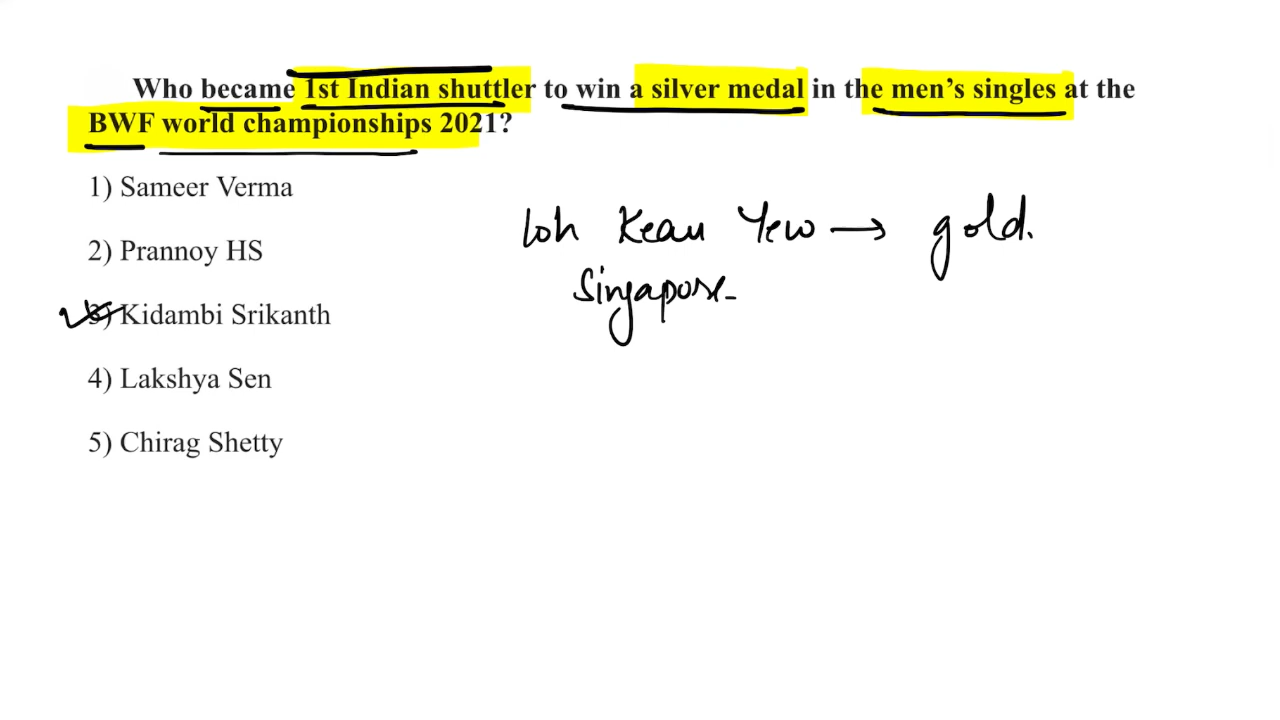 Who became 1st Indian shuttler to win a silver medal in the men's singles at the
BWF world championships 2021?
1) Sameer Verma
2) Prannoy HS
3) Kidambi Srikanth
4) Lakshya Sen
5) Chirag Shetty
Loh Kean Yew → gold.
Singapore-